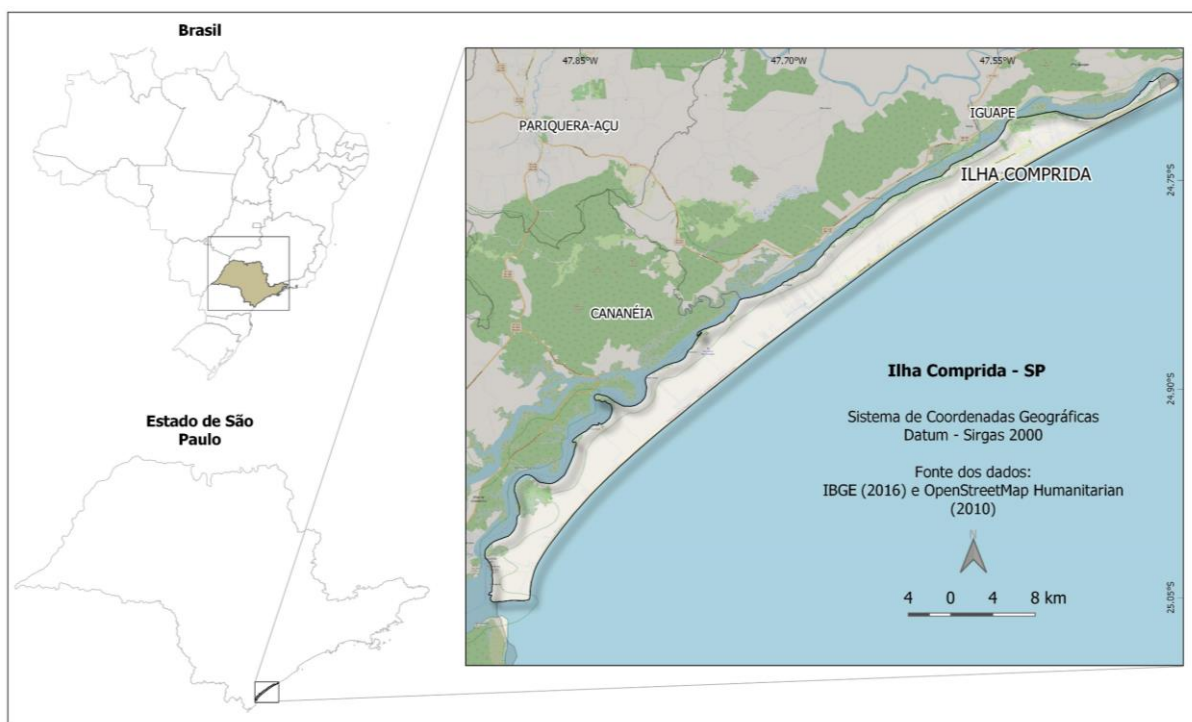 Brasil
Estado de São
Paulo
47.85°W
47.70°W
47.55°W
24.75°S
24.90°S
25.05°S
PARIQUERA-AÇU
IGUAPE
ILHA COMPRIDA
CANANÉIA
Ilha Comprida - SP
Sistema de Coordenadas Geográficas
Datum - Sirgas 2000
Fonte dos dados:
IBGE (2016) e OpenStreetMap Humanitarian
(2010)
N
4 0 4 8 km